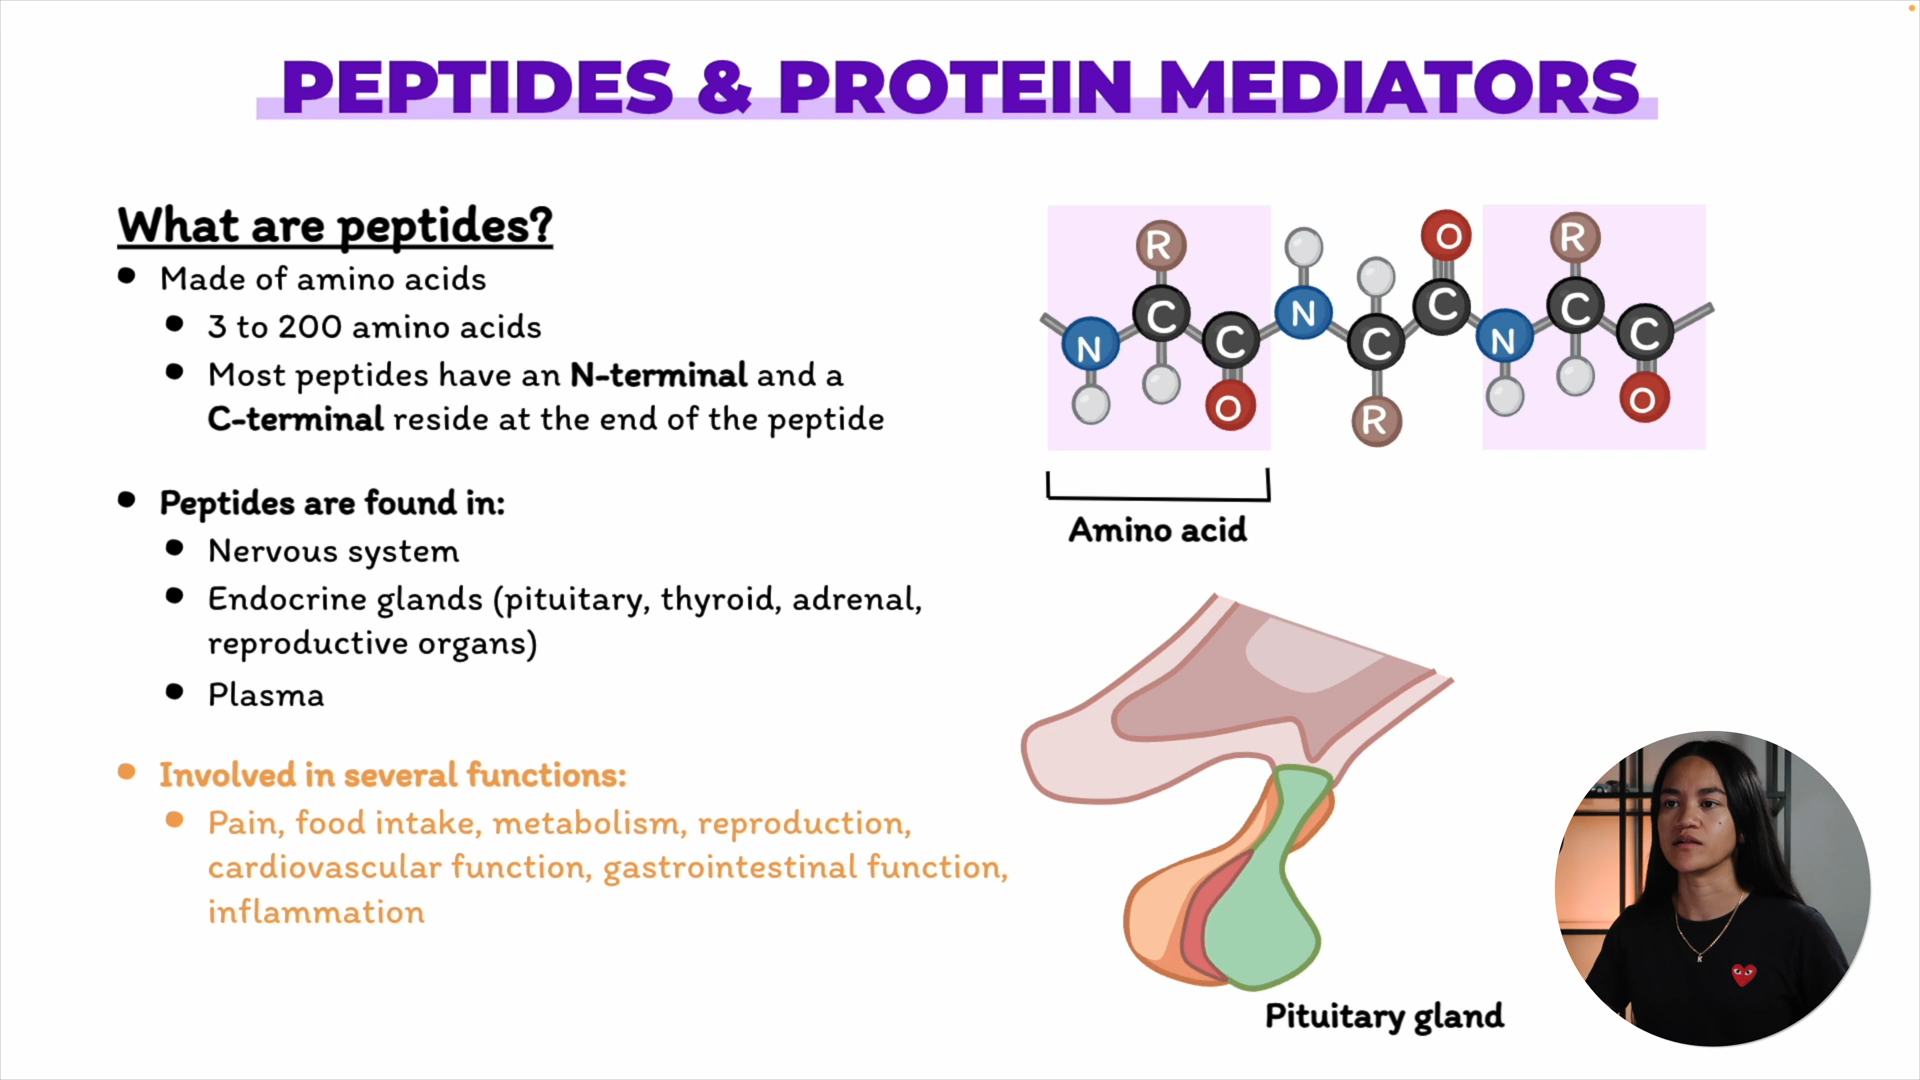 PEPTIDES & PROTEIN MEDIATORS
What are peptides?
• Made of amino acids
• 3 to 200 amino acids
• Most peptides have an N-terminal and a
C-terminal reside at the end of the peptide
• Peptides are found in:
• Nervous system
• Endocrine glands (pituitary, thyroid, adrenal,
reproductive organs)
• Plasma
• Involved in several functions:
• Pain, food intake, metabolism, reproduction,
cardiovascular function, gastrointestinal function,
inflammation
R
O
R
N
C
C
N
C
C
N
C
C
O
R
O
Amino acid
Pituitary gland
K